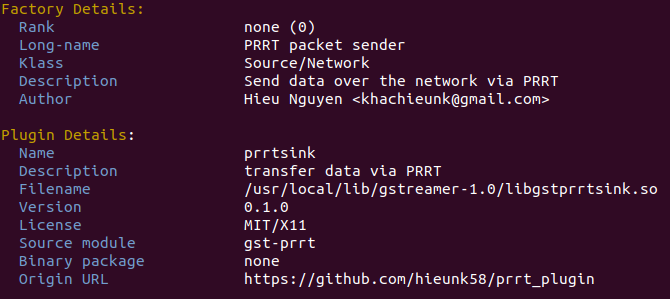 Factory Details:
Rank none (0)
Long-name PRRT packet sender
Klass Source/Network
Description Send data over the network via PRRT
Author Hieu Nguyen <khachieunk@gmail.com>
Plugin Details:
Name prrtsink
Description transfer data via PRRT
Filename /usr/local/lib/gstreamer-1.0/libgstprrtsink.so
Version 0.1.0
License MIT/X11
Source module gst-prrt
Binary package none
Origin URL https://github.com/hieunk58/prrt_plugin